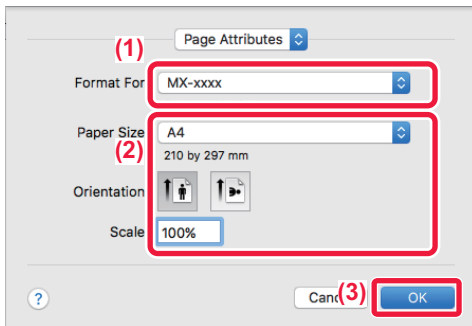 Page Attributes
(1)
Format For MX-xxxx
Paper Size A4
(2) 210 by 297 mm
Orientation
Scale 100%
? Canc (3) OK